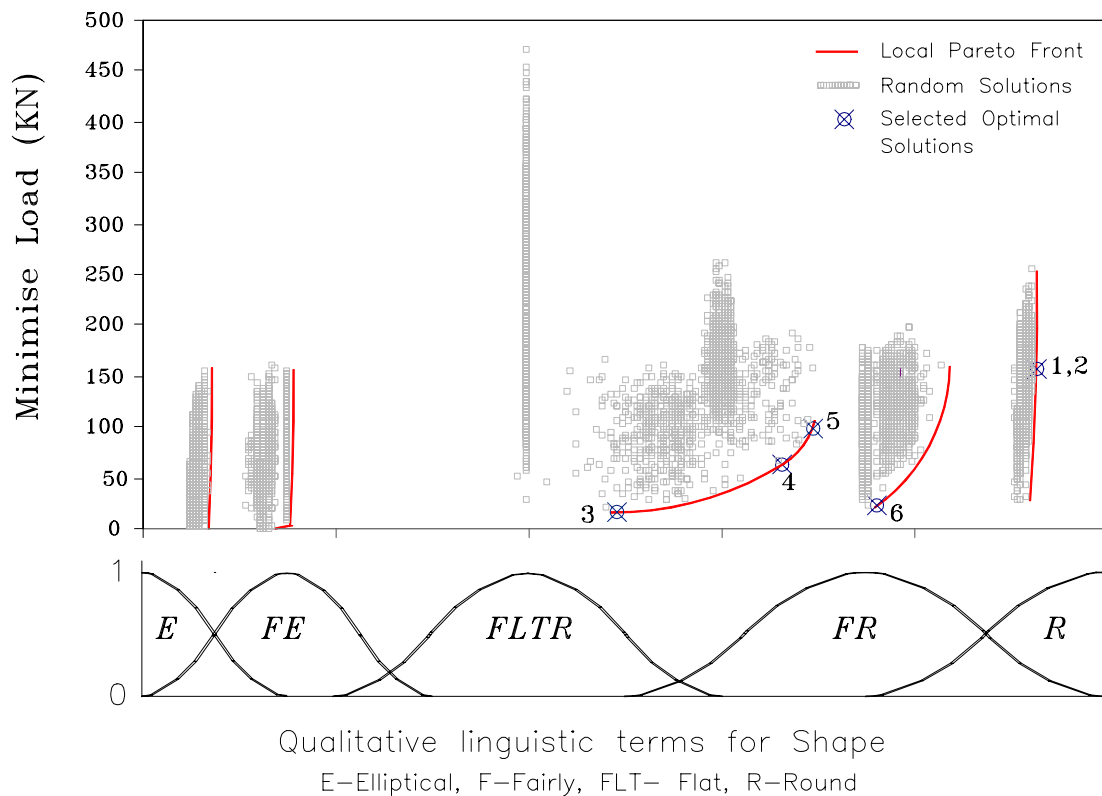 500
450
400
350
300
250
200
150
100
50
0
Minimise Load (KN)
Local Pareto Front
Random Solutions
Selected Optimal
Solutions
1,2
5
4
3
6
1
0
E
FE
FLTR
FR
R
Qualitative linguistic terms for Shape
E-Elliptical, F-Fairly, FLT- Flat, R-Round